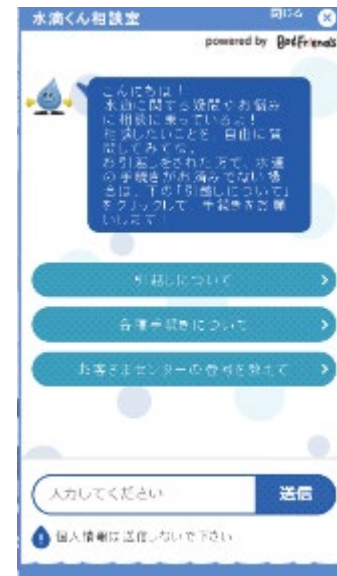 水滴くん相談室
閉じる
powered by BotFriends
こんにちは！
水道に関する疑問やお悩み
に相談に乗っているよ！
相談したいことを、自由に質
問してみてね。
お引越しをされた方で、水道
の手続きがお済みでない場
合は、下の「引越しについて」
をクリックして、手続きをお願
いします！
引越しについて
各種手続きについて
お客さまセンターの番号を教えて
入力してください
送信
個人情報は送信しないで下さい